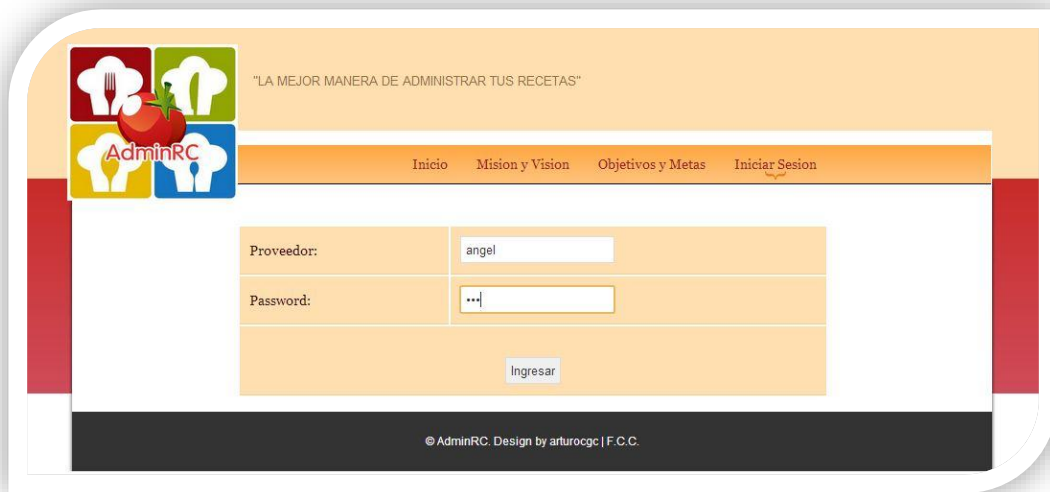 "LA MEJOR MANERA DE ADMINISTRAR TUS RECETAS"
AdminRC
Inicio Mision y Vision Objetivos y Metas Iniciar Sesion
Proveedor: angel
Password: •••
Ingresar
© AdminRC. Design by arturocgc | F.C.C.